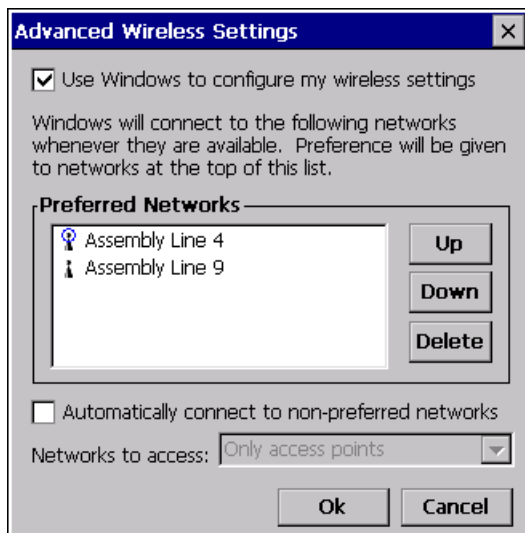 Advanced Wireless Settings
Use Windows to configure my wireless settings
Windows will connect to the following networks
whenever they are available. Preference will be given
to networks at the top of this list.
Preferred Networks
Assembly Line 4
Assembly Line 9
Up
Down
Delete
Automatically connect to non-preferred networks
Networks to access: Only access points
Ok Cancel